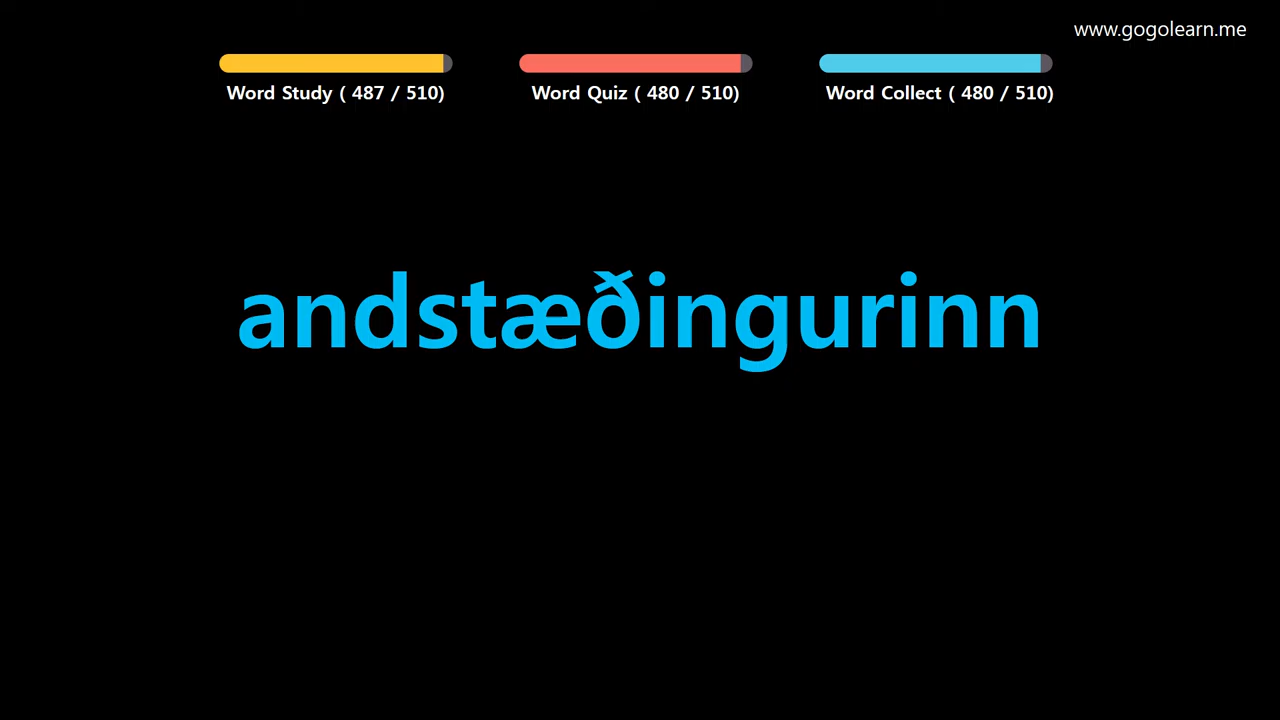 www.gogolearn.me
Word Study ( 487 / 510)
Word Quiz ( 480 / 510)
Word Collect ( 480 / 510)
andstæðingurinn